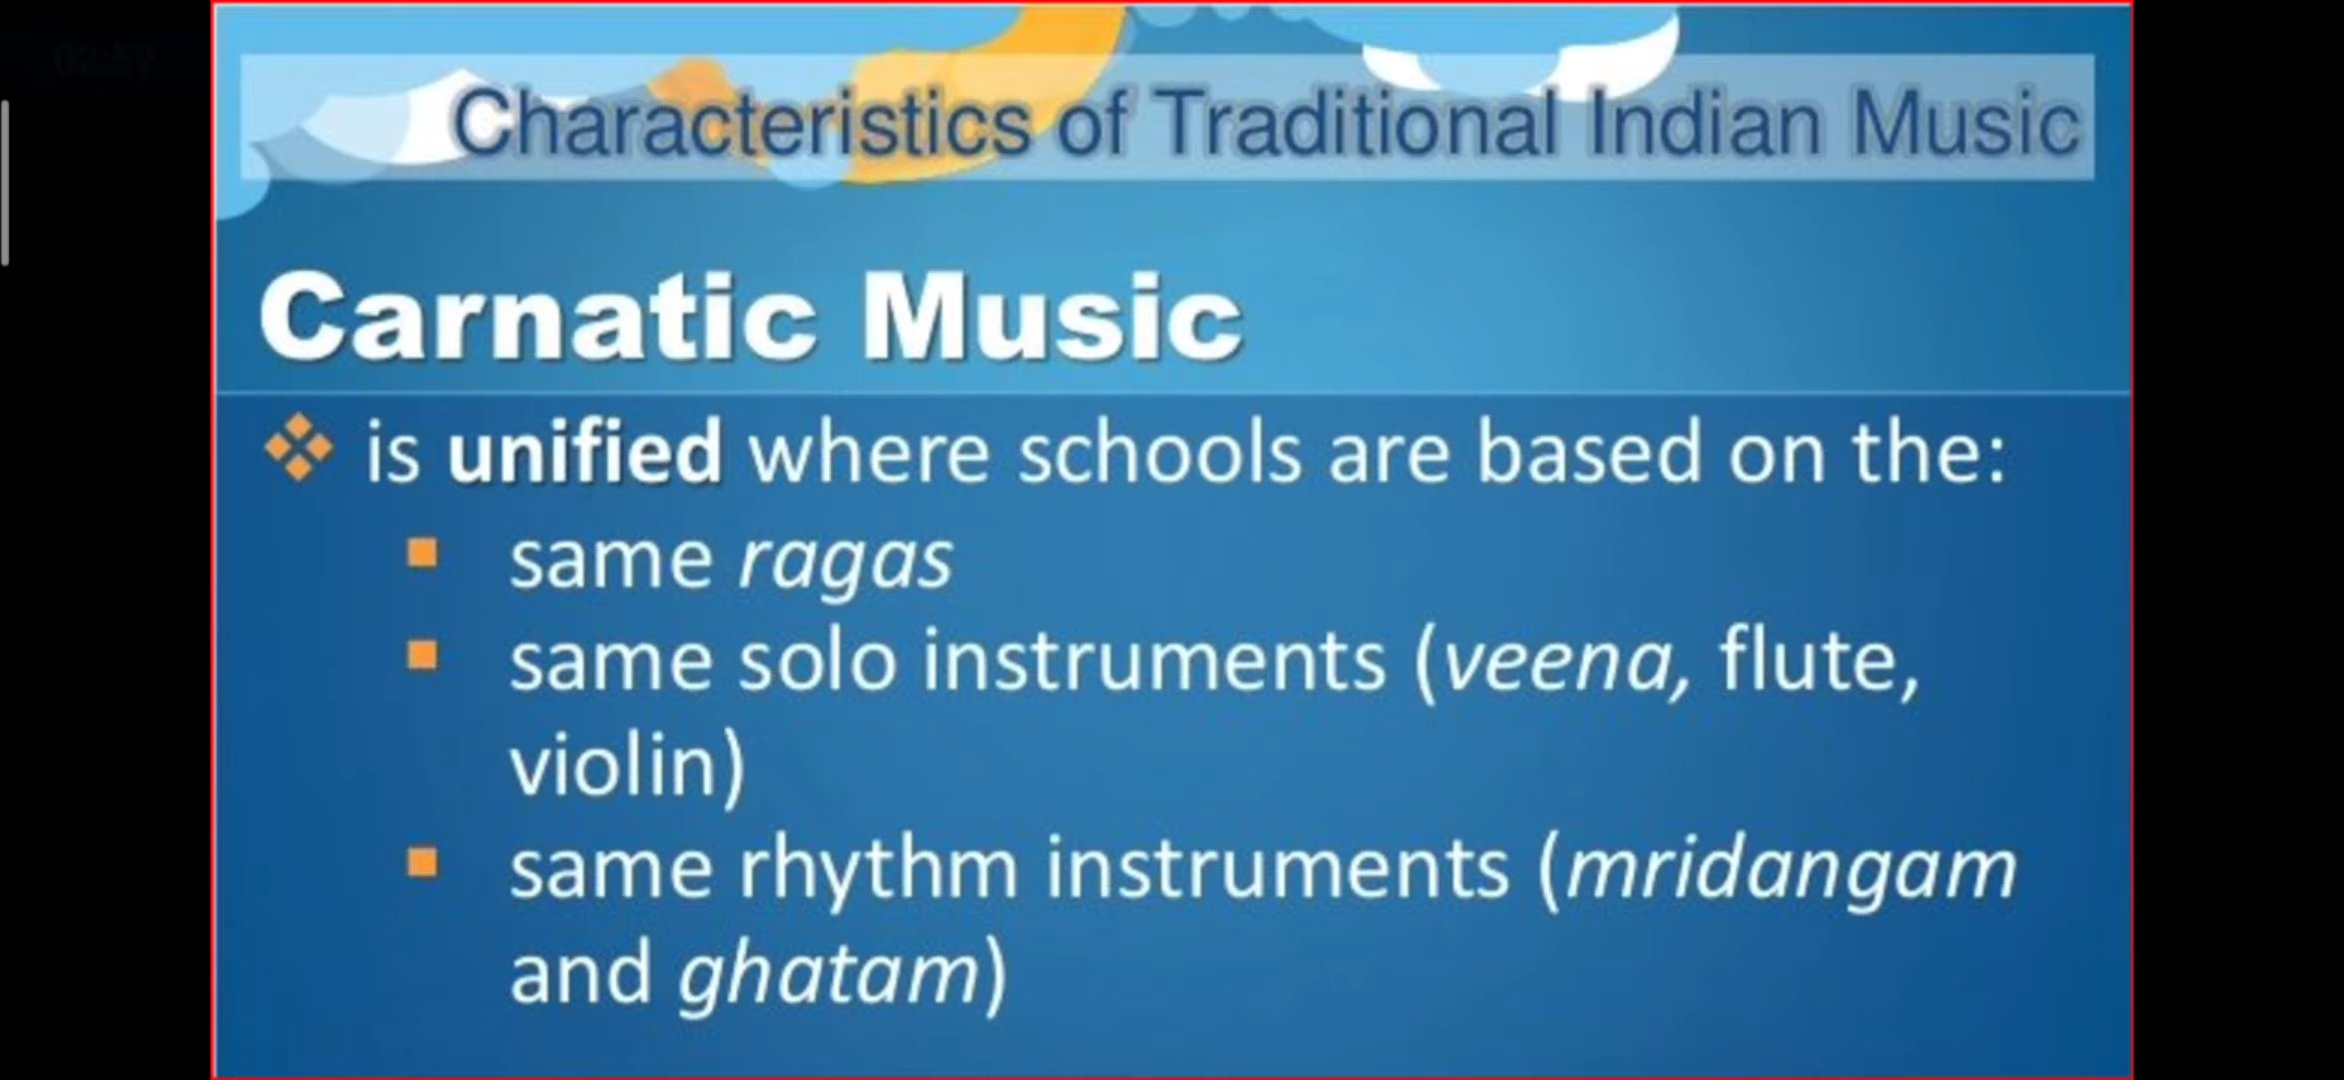 Characteristics of Traditional Indian Music
Carnatic Music
is unified where schools are based on the:
same ragas
same solo instruments (veena, flute,
violin)
same rhythm instruments (mridangam
and ghatam)